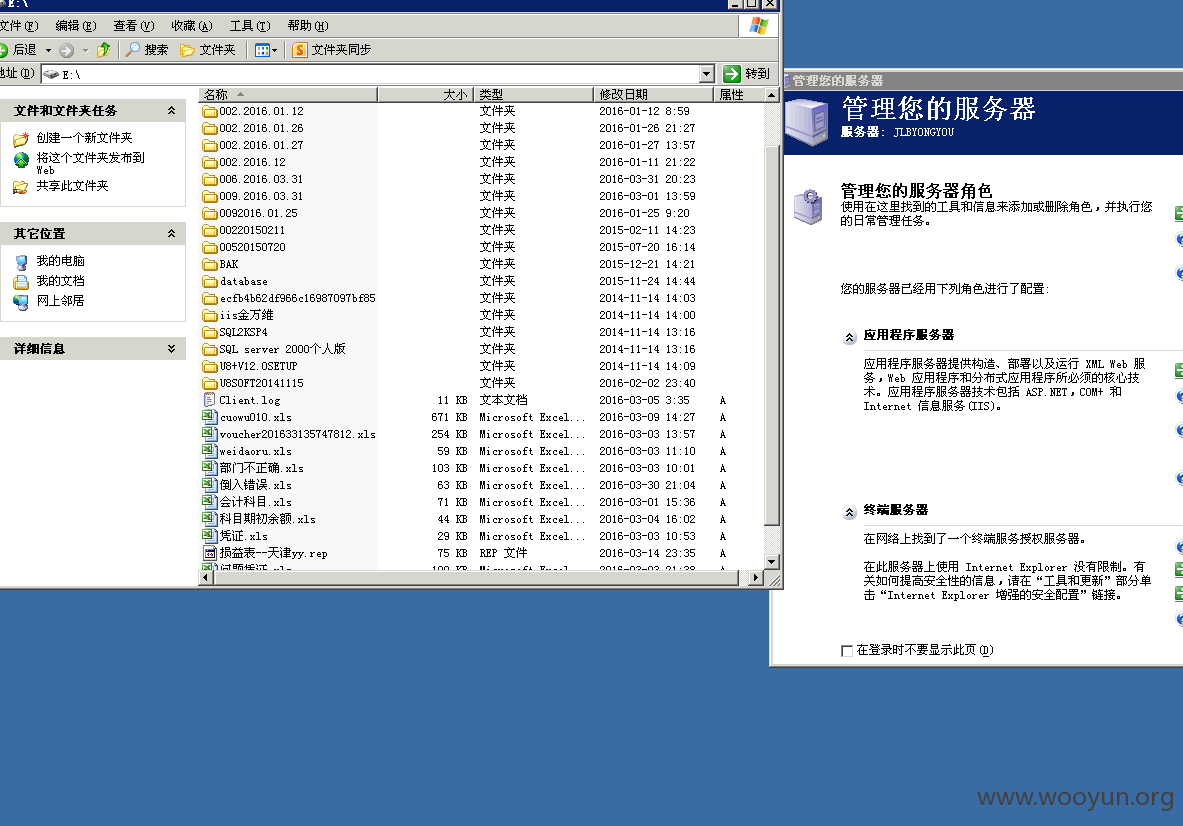 E:\
文件(F) 编辑(E) 查看(V) 收藏(A) 工具(T) 帮助(H)
后退 搜索 文件夹 S 文件夹同步
地址(D) E:\ 转到
文件和文件夹任务
创建一个新文件夹
将这个文件夹发布到
Web
共享此文件夹
其它位置
我的电脑
我的文档
网上邻居
详细信息
名称 大小 类型 修改日期 属性
002.2016.01.12 文件夹 2016-01-12 8:59
002.2016.01.26 文件夹 2016-01-26 21:27
002.2016.01.27 文件夹 2016-01-27 13:57
002.2016.12 文件夹 2016-01-11 21:22
006.2016.03.31 文件夹 2016-03-31 20:23
009.2016.03.31 文件夹 2016-03-01 13:59
0092016.01.25 文件夹 2016-01-25 9:20
00220150211 文件夹 2015-02-11 14:23
00520150720 文件夹 2015-07-20 16:14
BAK 文件夹 2015-12-21 14:21
database 文件夹 2015-11-24 14:44
ecfb4b62df966c16987097bf85 文件夹 2014-11-14 14:03
iis金万维 文件夹 2014-11-14 14:00
SQL2KSP4 文件夹 2014-11-14 13:16
SQL server 2000个人版 文件夹 2014-11-14 13:16
U8+V12.0SETUP 文件夹 2014-11-14 14:09
U8SOFT20141115 文件夹 2016-02-02 23:40
Client.log 11 KB 文本文档 2016-03-05 3:35 A
cuowu010.xls 671 KB Microsoft Excel... 2016-03-09 14:27 A
voucher201633135747812.xls 254 KB Microsoft Excel... 2016-03-03 13:57 A
weidaoru.xls 59 KB Microsoft Excel... 2016-03-03 11:10 A
部门不正确.xls 103 KB Microsoft Excel... 2016-03-03 10:01 A
倒入错误.xls 63 KB Microsoft Excel... 2016-03-30 21:04 A
会计科目.xls 71 KB Microsoft Excel... 2016-03-01 15:36 A
科目期初余额.xls 44 KB Microsoft Excel... 2016-03-04 16:02 A
凭证.xls 29 KB Microsoft Excel... 2016-03-03 10:53 A
损益表--天津yy.rep 75 KB REP 文件 2016-03-14 23:35 A
问题凭证.xls 100 KB Microsoft Excel... 2016-03-03 21:38 A
管理您的服务器
管理您的服务器
服务器: JLBYONGYOU
管理您的服务器角色
使用在这里找到的工具和信息来添加或删除角色，并执行您
的日常管理任务。
您的服务器已经用下列角色进行了配置:
应用程序服务器
应用程序服务器提供构造、部署以及运行 XML Web 服
务，Web 应用程序和分布式应用程序所必须的核心技
术。应用程序服务器技术包括 ASP.NET，COM+ 和
Internet 信息服务(IIS)。
终端服务器
在网络上找到了一个终端服务授权服务器。
在此服务器上使用 Internet Explorer 没有限制。有
关如何提高安全性的信息，请在“工具和更新”部分单
击“Internet Explorer 增强的安全配置”链接。
在登录时不要显示此页(D)
www.wooyun.org